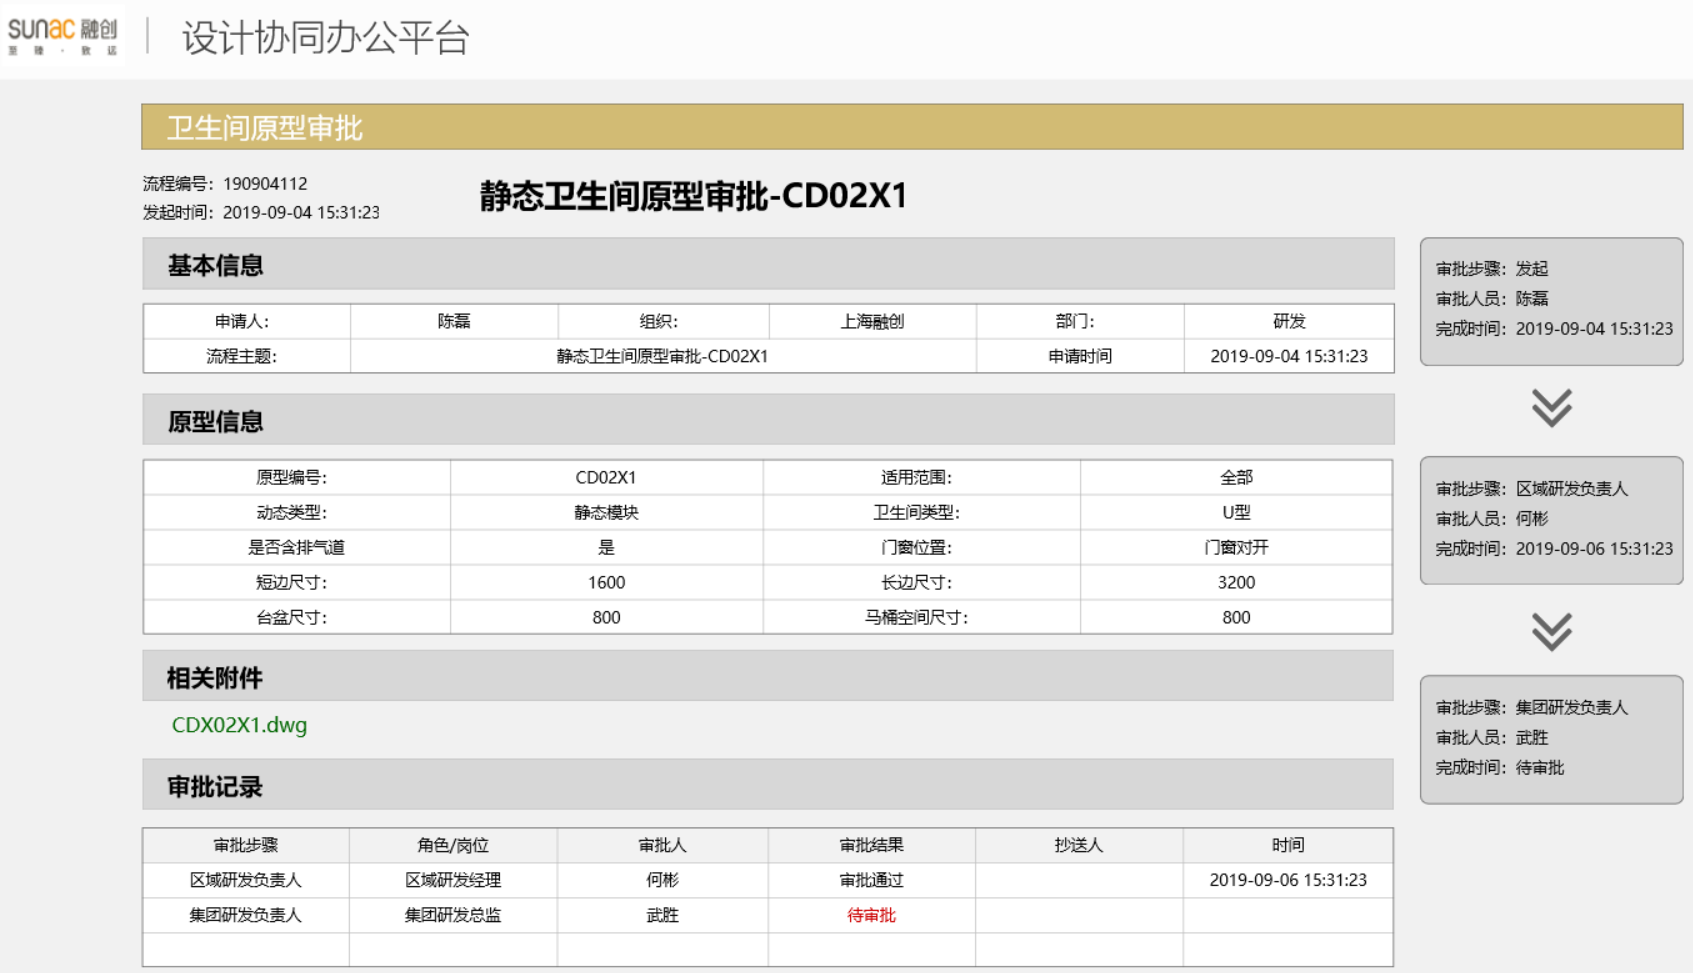 sunac 融创
至臻·致远
设计协同办公平台
卫生间原型审批
流程编号：190904112
发起时间：2019-09-04 15:31:23
静态卫生间原型审批-CD02X1
基本信息
申请人： 陈磊 组织： 上海融创 部门： 研发
流程主题： 静态卫生间原型审批-CD02X1 申请时间 2019-09-04 15:31:23
原型信息
原型编号： CD02X1 适用范围： 全部
动态类型： 静态模块 卫生间类型： U型
是否含排气道 是 门窗位置： 门窗对开
短边尺寸： 1600 长边尺寸： 3200
台盆尺寸： 800 马桶空间尺寸： 800
相关附件
CDX02X1.dwg
审批记录
审批步骤 角色/岗位 审批人 审批结果 抄送人 时间
区域研发负责人 区域研发经理 何彬 审批通过 2019-09-06 15:31:23
集团研发负责人 集团研发总监 武胜 待审批
审批步骤：发起
审批人员：陈磊
完成时间：2019-09-04 15:31:23
审批步骤：区域研发负责人
审批人员：何彬
完成时间：2019-09-06 15:31:23
审批步骤：集团研发负责人
审批人员：武胜
完成时间：待审批